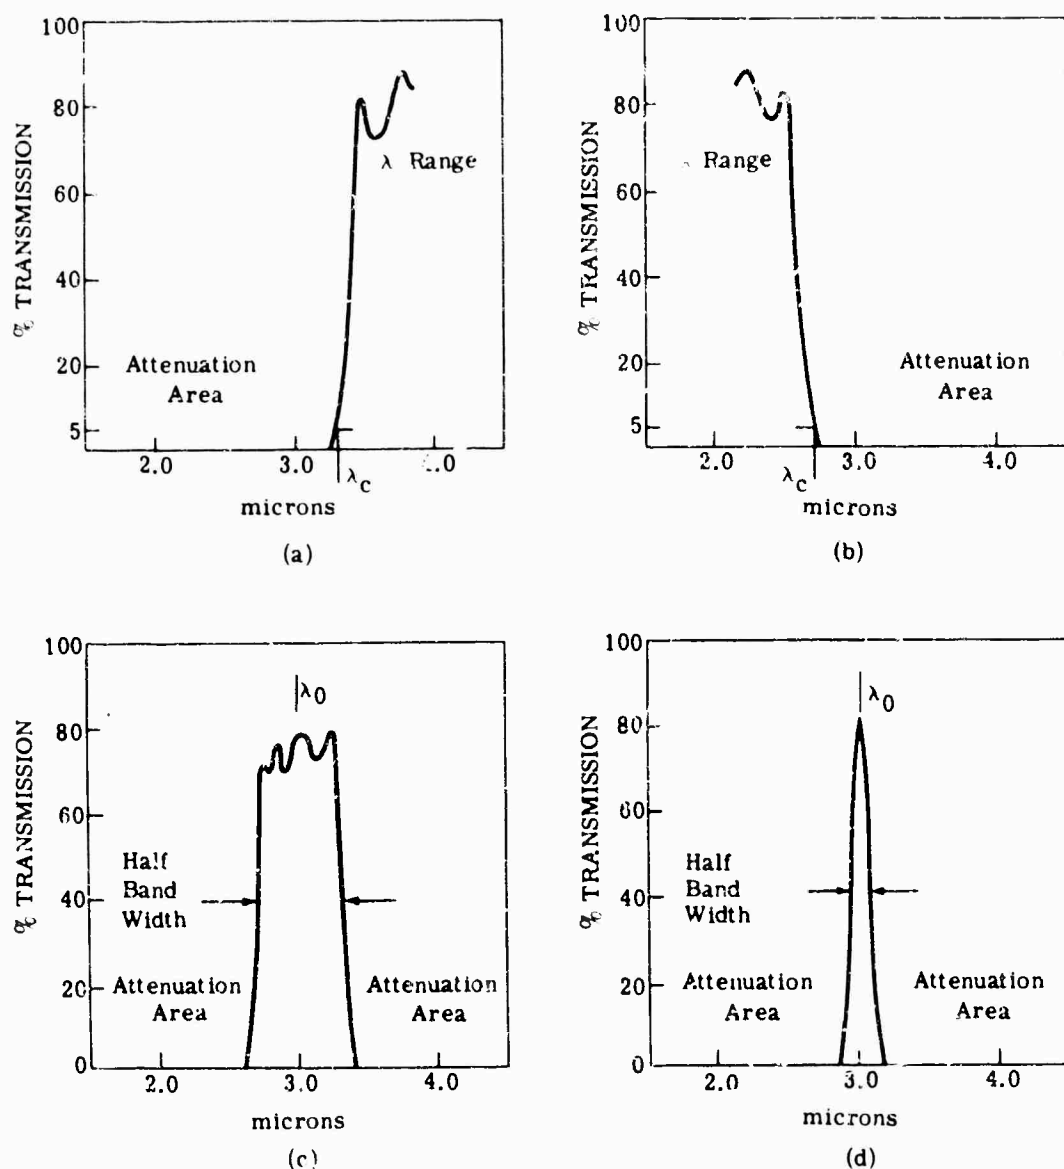 100
80
60
40
20
5
% TRANSMISSION
λ Range
Attenuation
Area
2.0
3.0
λc
microns
(a)
100
80
60
40
20
5
% TRANSMISSION
Range
Attenuation
Area
2.0
3.0
4.0
λc
microns
(b)
100
80
60
40
20
0
% TRANSMISSION
λ0
Half
Band
Width
Attenuation
Area
Attenuation
Area
2.0
3.0
4.0
microns
(c)
100
80
60
40
20
0
% TRANSMISSION
λ0
Half
Band
Width
Attenuation
Area
Attenuation
Area
2.0
3.0
4.0
microns
(d)